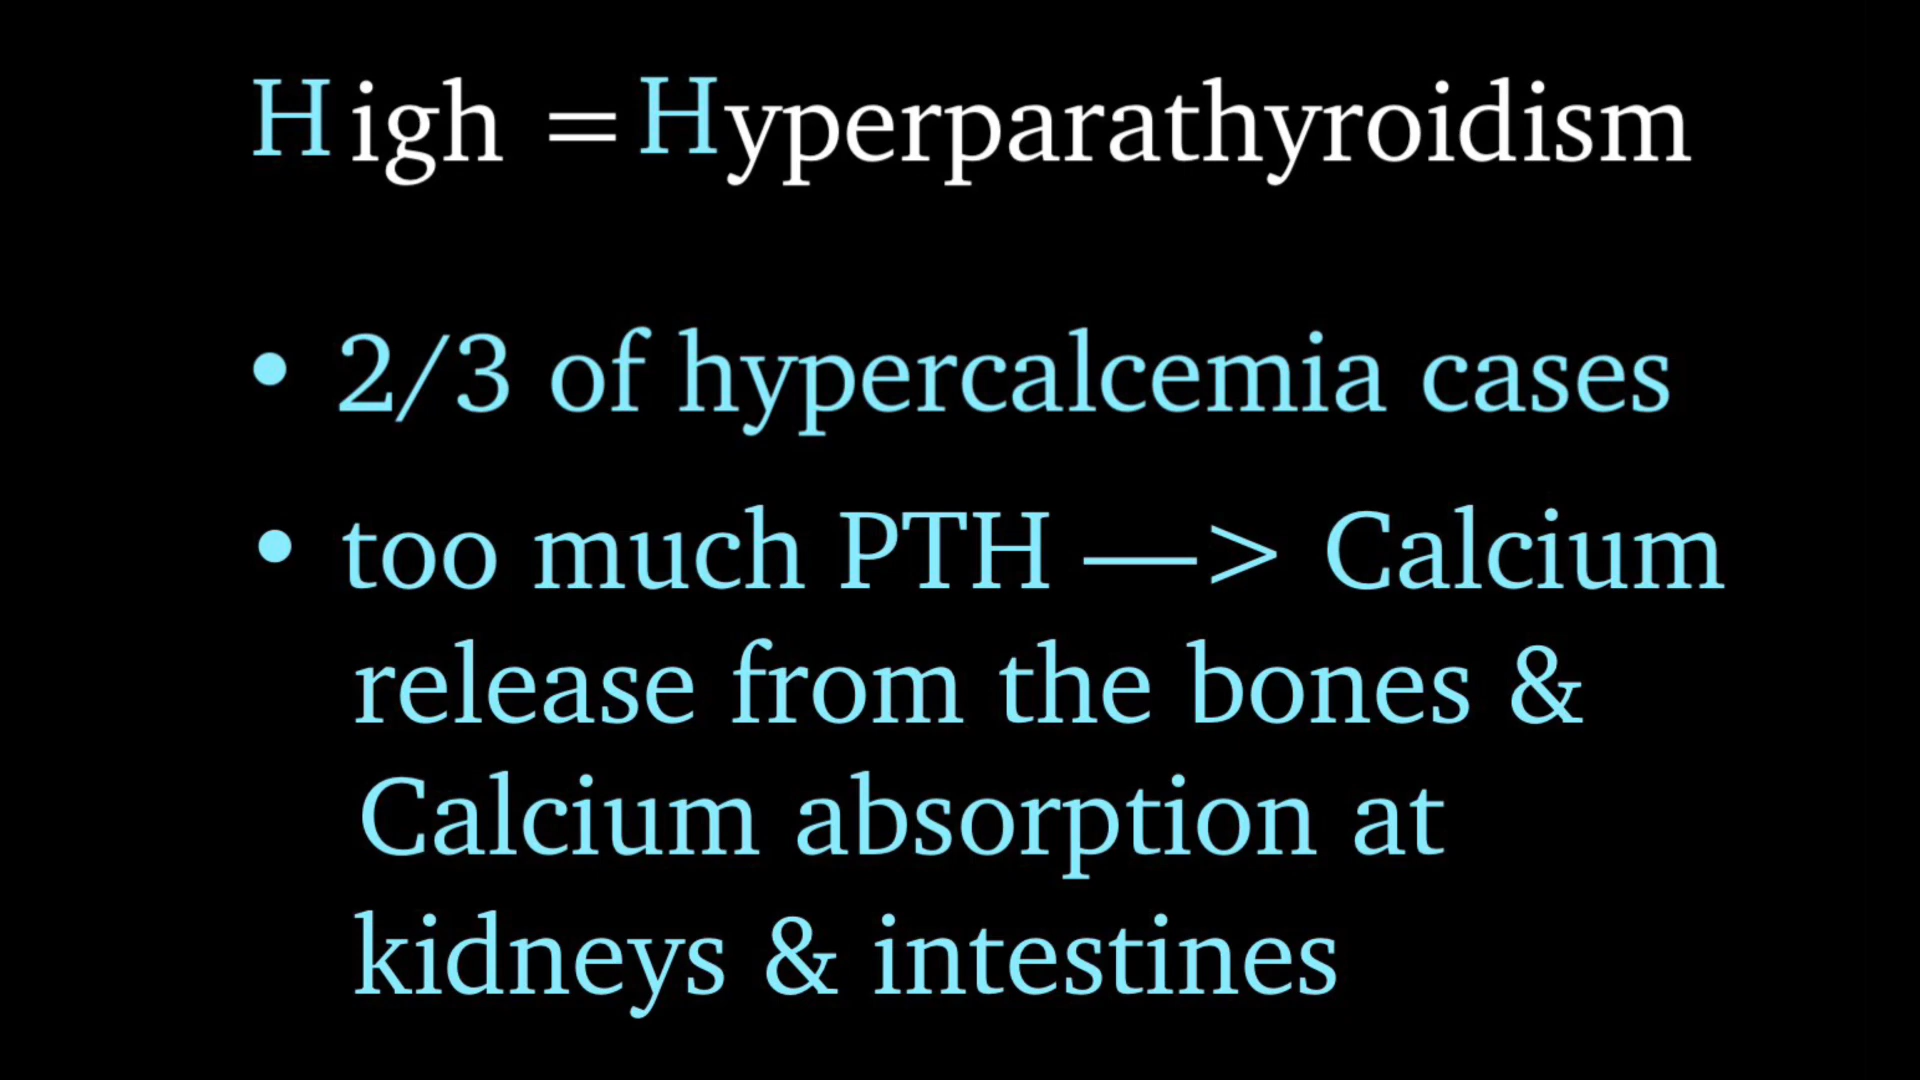 High = Hyperparathyroidism
• 2/3 of hypercalcemia cases
• too much PTH —> Calcium
release from the bones &
Calcium absorption at
kidneys & intestines